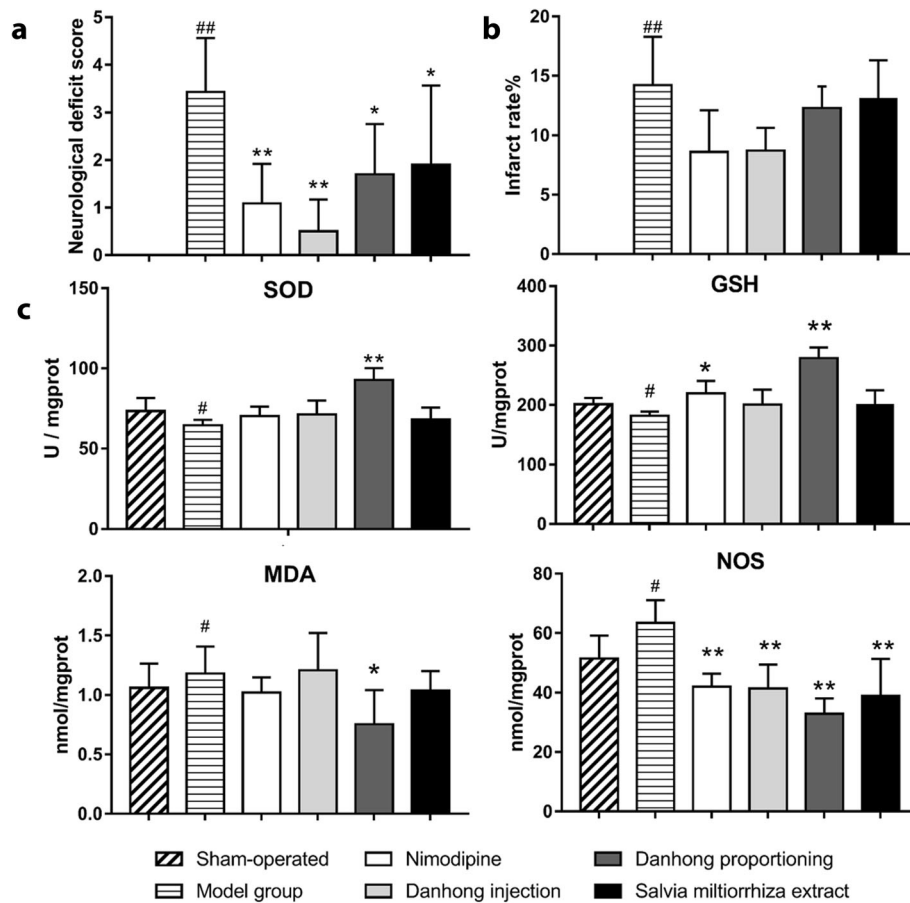 a
Neurological deficit score
5
4
3
2
1
0
##
**
**
*
*
b
Infarct rate%
20
15
10
5
0
##
c
SOD
U / mgprot
150
100
50
0
#
**
GSH
U/mgprot
400
300
200
100
0
#
*
**
MDA
nmol/mgprot
2.0
1.5
1.0
0.5
0.0
#
*
NOS
nmol/mgprot
80
60
40
20
0
#
**
**
**
**
Sham-operated
Nimodipine
Danhong proportioning
Model group
Danhong injection
Salvia miltiorrhiza extract